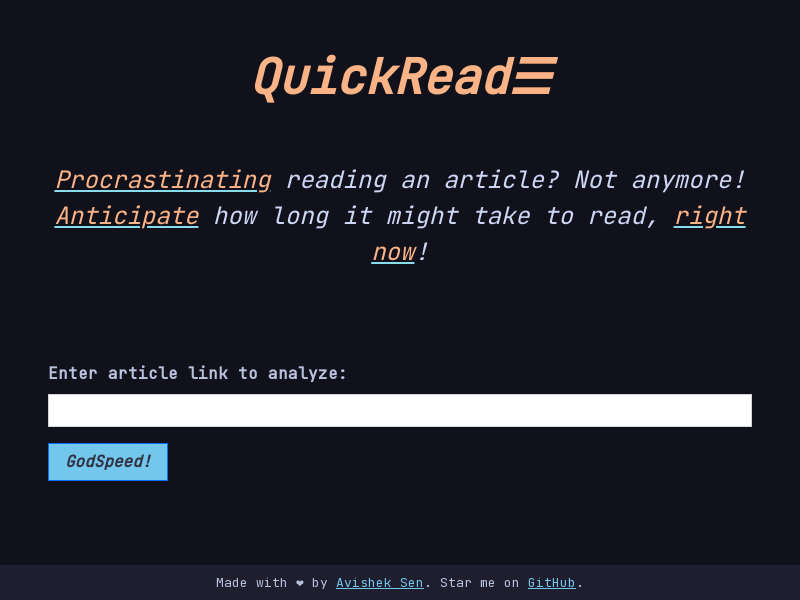 QuickRead☰
Procrastinating reading an article? Not anymore!
Anticipate how long it might take to read, right
now!
Enter article link to analyze:
GodSpeed!
Made with ❤ by Avishek Sen. Star me on GitHub.